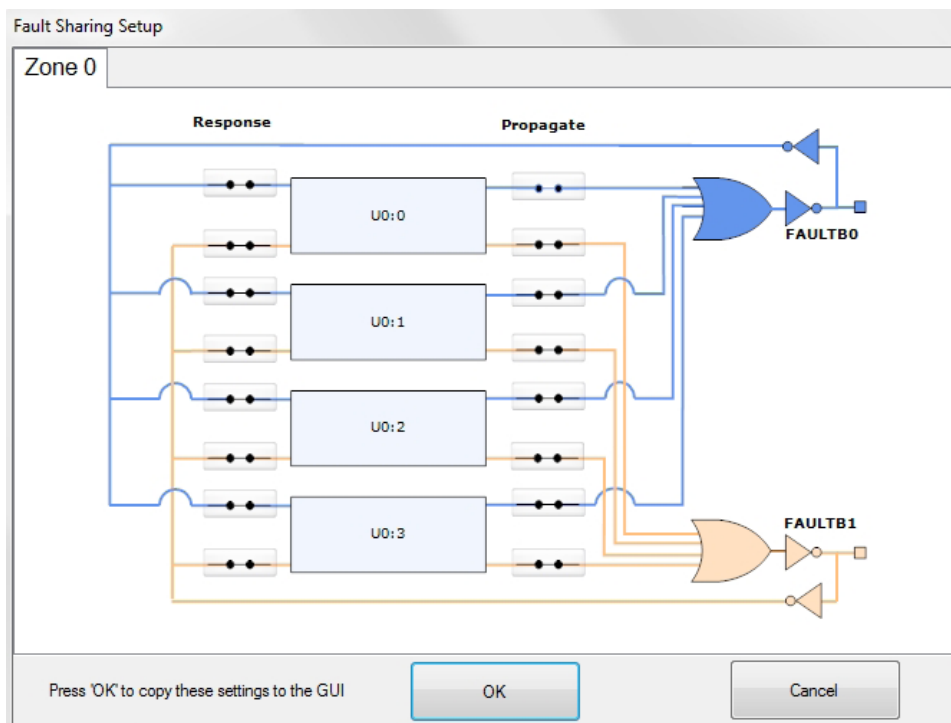 Fault Sharing Setup
Zone 0
Response
Propagate
U0:0
FAULTB0
U0:1
U0:2
U0:3
FAULTB1
Press 'OK' to copy these settings to the GUI
OK
Cancel